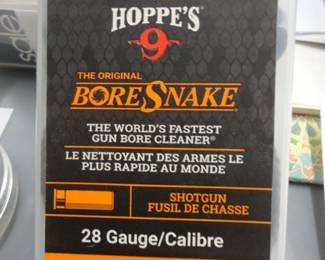 HOPPE'S
9
THE ORIGINAL
BORESNAKE®
THE WORLD'S FASTEST
GUN BORE CLEANER®
LE NETTOYANT DES ARMES LE
PLUS RAPIDE AU MONDE
SHOTGUN
FUSIL DE CHASSE
28 Gauge/Calibre